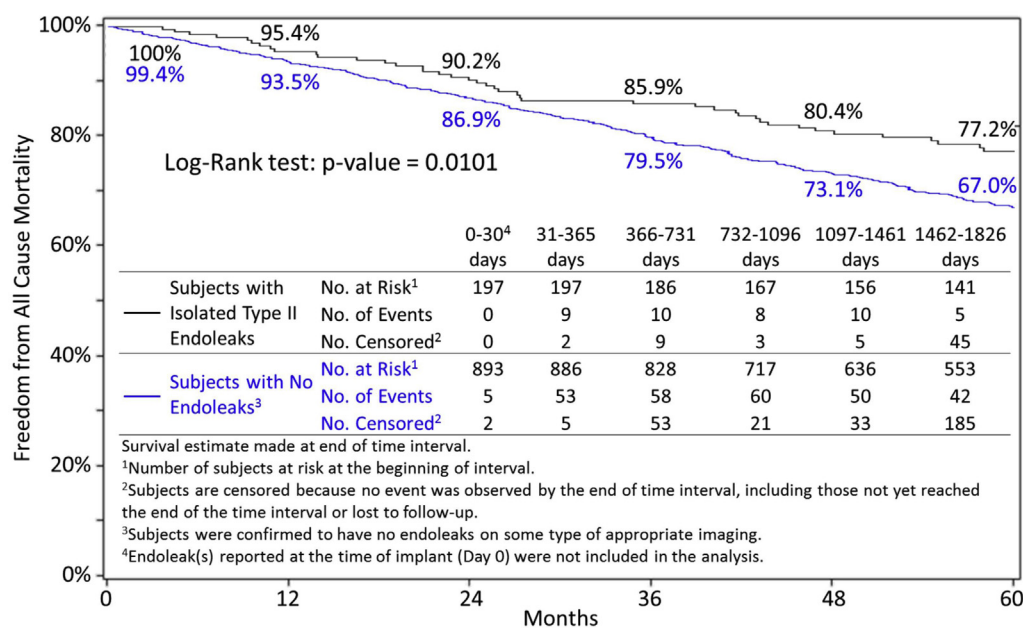 Freedom from All Cause Mortality
100%
80%
60%
40%
20%
0%
100%
95.4%
90.2%
85.9%
80.4%
77.2%
99.4%
93.5%
86.9%
79.5%
73.1%
67.0%
Log-Rank test: p-value = 0.0101
0-30⁴ 31-365 366-731 732-1096 1097-1461 1462-1826
days days days days days days
Subjects with No. at Risk¹ 197 197 186 167 156 141
Isolated Type II No. of Events 0 9 10 8 10 5
Endoleaks No. Censored² 0 2 9 3 5 45
No. at Risk¹ 893 886 828 717 636 553
Subjects with No
Endoleaks³
No. of Events 5 53 58 60 50 42
No. Censored² 2 5 53 21 33 185
Survival estimate made at end of time interval.
¹Number of subjects at risk at the beginning of interval.
²Subjects are censored because no event was observed by the end of time interval, including those not yet reached
the end of the time interval or lost to follow-up.
³Subjects were confirmed to have no endoleaks on some type of appropriate imaging.
⁴Endoleak(s) reported at the time of implant (Day 0) were not included in the analysis.
0 12 24 36 48 60
Months